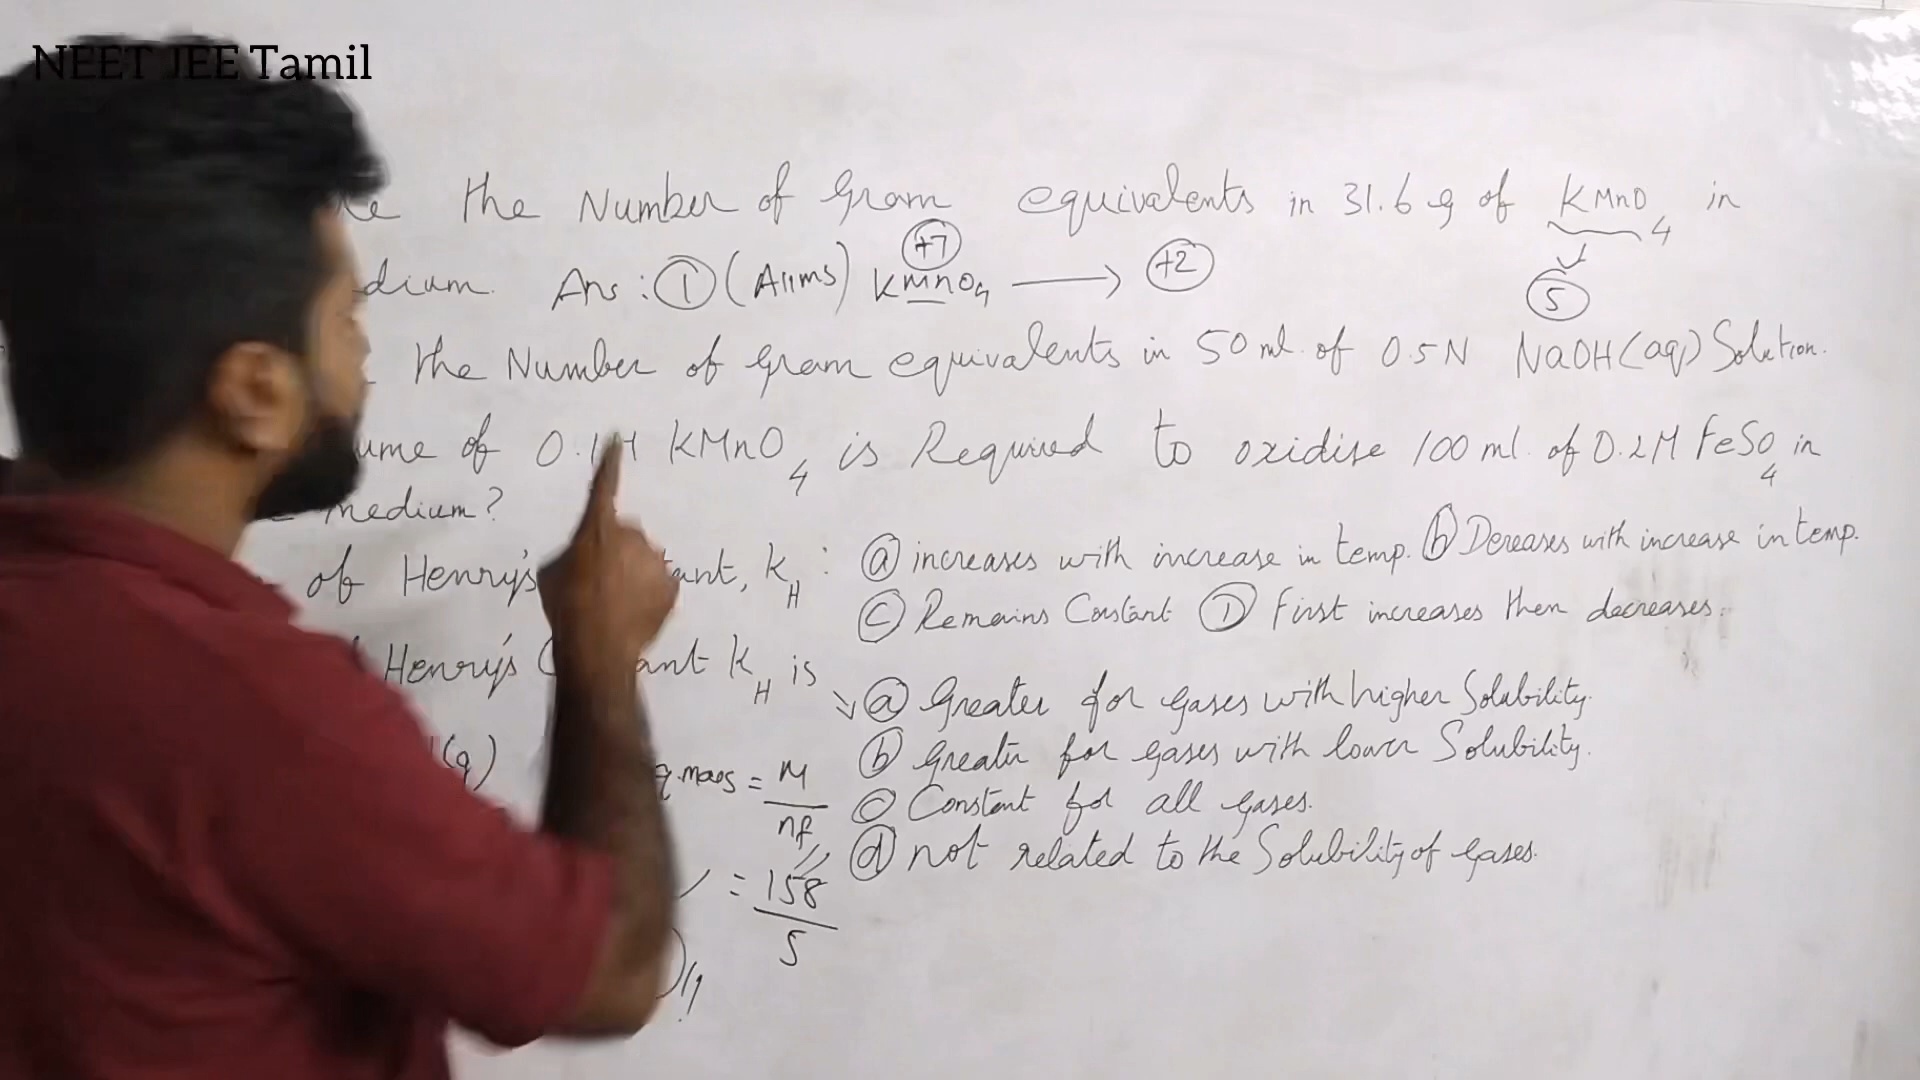 NEET JEE Tamil
the Number of Gram equivalents in 31.6 g of KMnO4 in
dium. Ans: ① (Aiims) KMnO4 ⟶ +2
+7
5
the Number of gram equivalents in 50 ml. of 0.5N NaOH(aq) Solution.
ume of 0.1M KMnO4 is Required to oxidise 100 ml. of 0.2M FeSO4 in
medium?
of Henry's tant, KH : ⓐ increases with increase in temp. ⓑ Dereases with increase in temp.
ⓒ Remains Constant Ⓓ First increases then decreases.
Henry's C ant KH is
ⓐ Greater for gases with higher Solubility.
ⓑ greater for gases with lower Solubility.
ⓒ Constant for all gases.
ⓓ not related to the Solubility of gases.
(q)
q.mass = M
nf
= 158
5